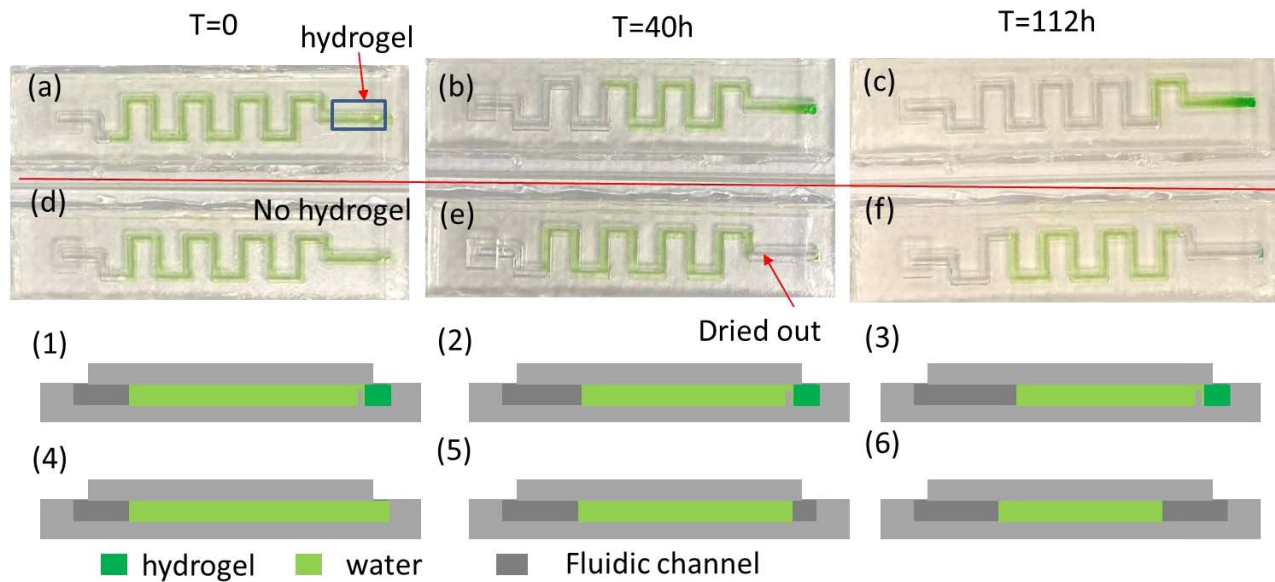 T=0
T=40h
T=112h
hydrogel
(a)
(b)
(c)
(d)
No hydrogel
(e)
(f)
Dried out
(1)
(2)
(3)
(4)
(5)
(6)
hydrogel
water
Fluidic channel